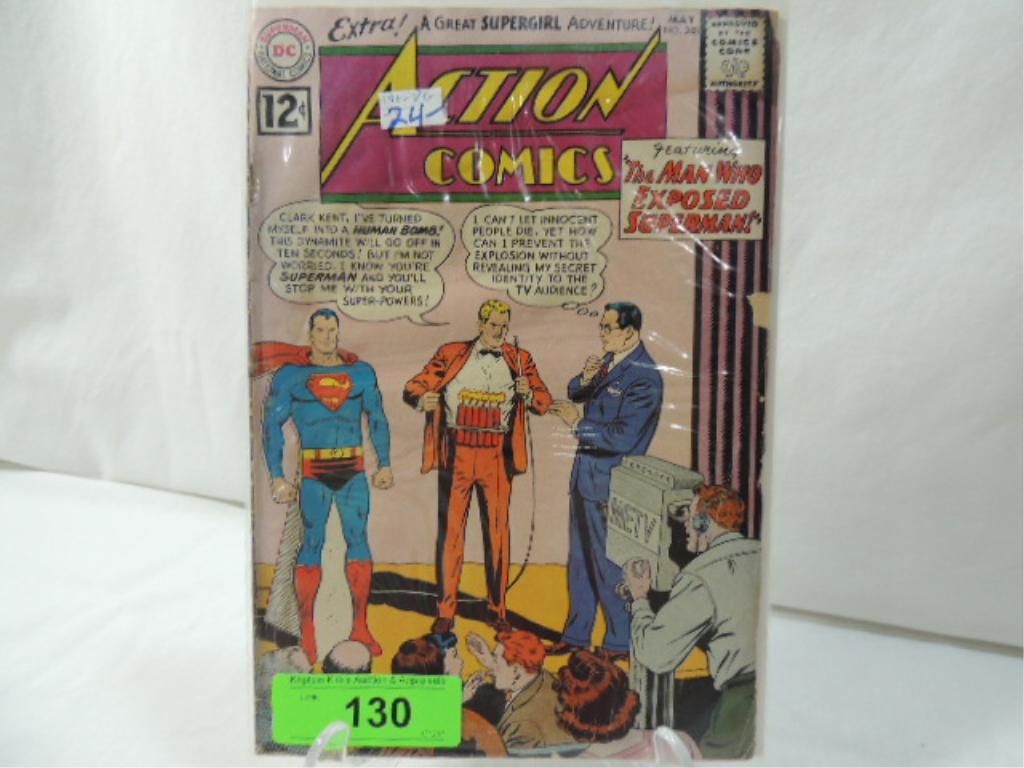 Extra! A GREAT SUPERGIRL ADVENTURE!
MAY
SUPERMAN
DC
NATIONAL COMICS
12¢
APPROVED
BY THE
COMICS
CODE
AUTHORITY
24-
ACTION
COMICS
Featuring
"THE MAN WHO
EXPOSED
SUPERMAN!"
CLARK KENT, I'VE TURNED
MYSELF INTO A HUMAN BOMB!
THIS DYNAMITE WILL GO OFF IN
TEN SECONDS! BUT I'M NOT
WORRIED. I KNOW YOU'RE
SUPERMAN AND YOU'LL
STOP ME WITH YOUR
SUPER-POWERS!
I CAN'T LET INNOCENT
PEOPLE DIE. YET HOW
CAN I PREVENT THE
EXPLOSION WITHOUT
REVEALING MY SECRET
IDENTITY TO THE
TV AUDIENCE?
METV
130